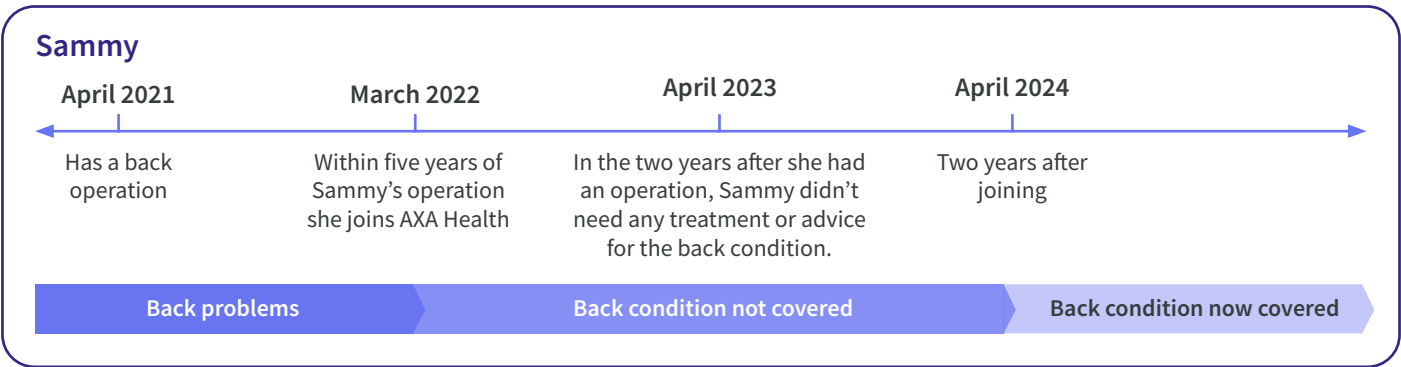 Sammy
April 2021
March 2022
April 2023
April 2024
Has a back
operation
Within five years of
Sammy's operation
she joins AXA Health
In the two years after she had
an operation, Sammy didn't
need any treatment or advice
for the back condition.
Two years after
joining
Back problems
Back condition not covered
Back condition now covered